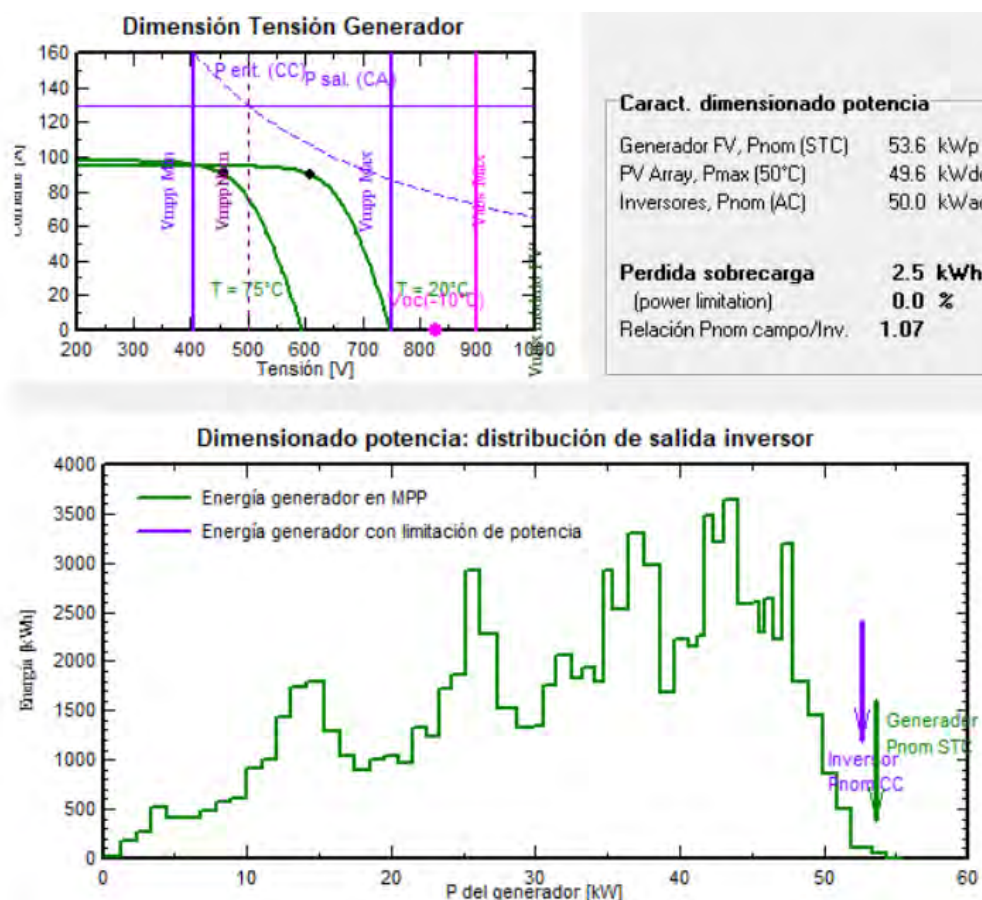 Dimensión Tensión Generador
160
140
120
100
80
60
40
20
0
P ent. (CC)
P sal. (CA)
Vmpp Min
Vmpp Nom
Vmpp Max
Vabs Max
T = 75°C
T = 20°C
Voc(-10°C)
200
300
400
500
600
700
800
900
1000
Tensión [V]
Caract. dimensionado potencia
Generador FV, Pnom (STC) 53.6 kWp
PV Array, Pmax (50°C) 49.6 kWdc
Inversores, Pnom (AC) 50.0 kWac
Perdida sobrecarga 2.5 kWh
(power limitation) 0.0 %
Relación Pnom campo/Inv. 1.07
Dimensionado potencia: distribución de salida inversor
4000
3500
3000
2500
2000
1500
1000
500
0
Energía [kWh]
Energía generador en MPP
Energía generador con limitación de potencia
Generador
Pnom STC
Inversor
Pnom CC
0
10
20
30
40
50
60
P del generador [kW]